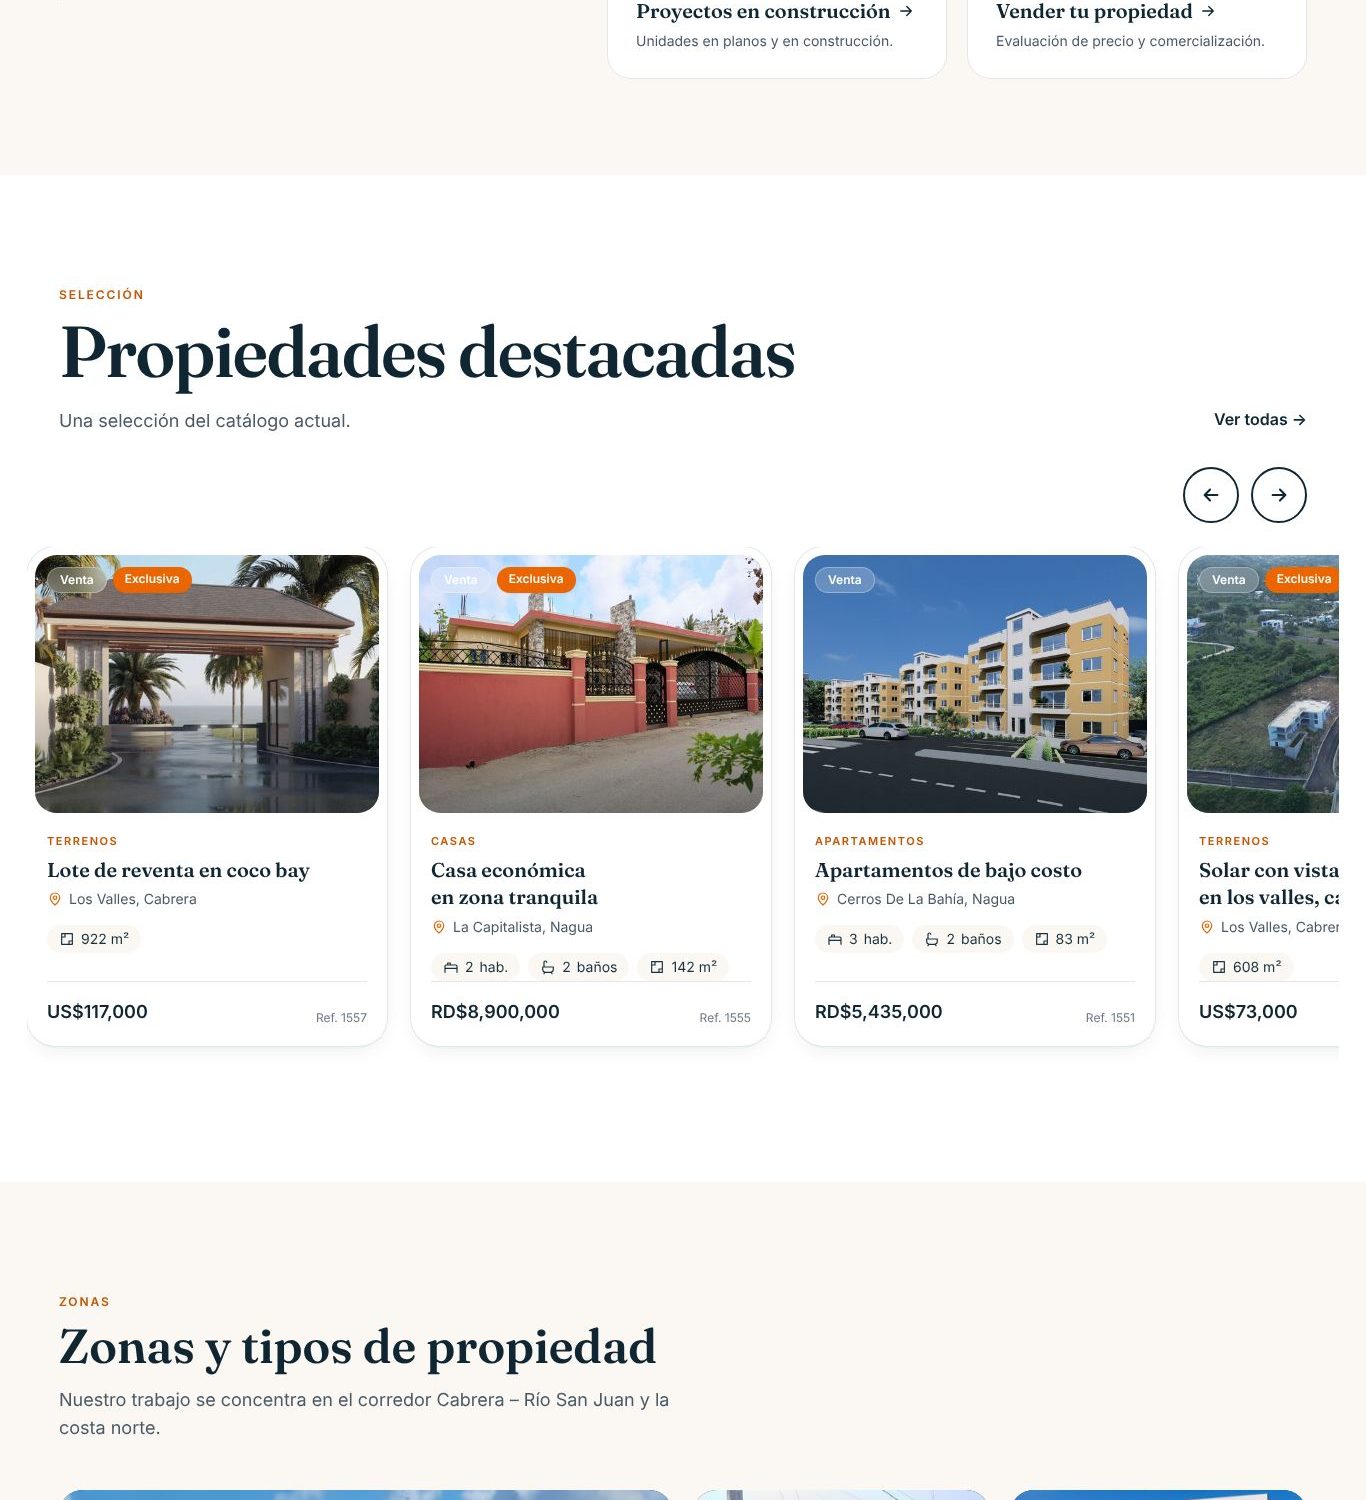 Proyectos en construcción →
Unidades en planos y en construcción.
Vender tu propiedad →
Evaluación de precio y comercialización.
SELECCIÓN
Propiedades destacadas
Una selección del catálogo actual.
Ver todas →
Venta
Exclusiva
TERRENOS
Lote de reventa en coco bay
Los Valles, Cabrera
922 m²
US$117,000
Ref. 1557
Venta
Exclusiva
CASAS
Casa económica
en zona tranquila
La Capitalista, Nagua
2 hab.
2 baños
142 m²
RD$8,900,000
Ref. 1555
Venta
APARTAMENTOS
Apartamentos de bajo costo
Cerros De La Bahía, Nagua
3 hab.
2 baños
83 m²
RD$5,435,000
Ref. 1551
Venta
Exclusiva
TERRENOS
Solar con vista
en los valles,
Los Valles,
608 m²
US$73,000
ZONAS
Zonas y tipos de propiedad
Nuestro trabajo se concentra en el corredor Cabrera – Río San Juan y la
costa norte.